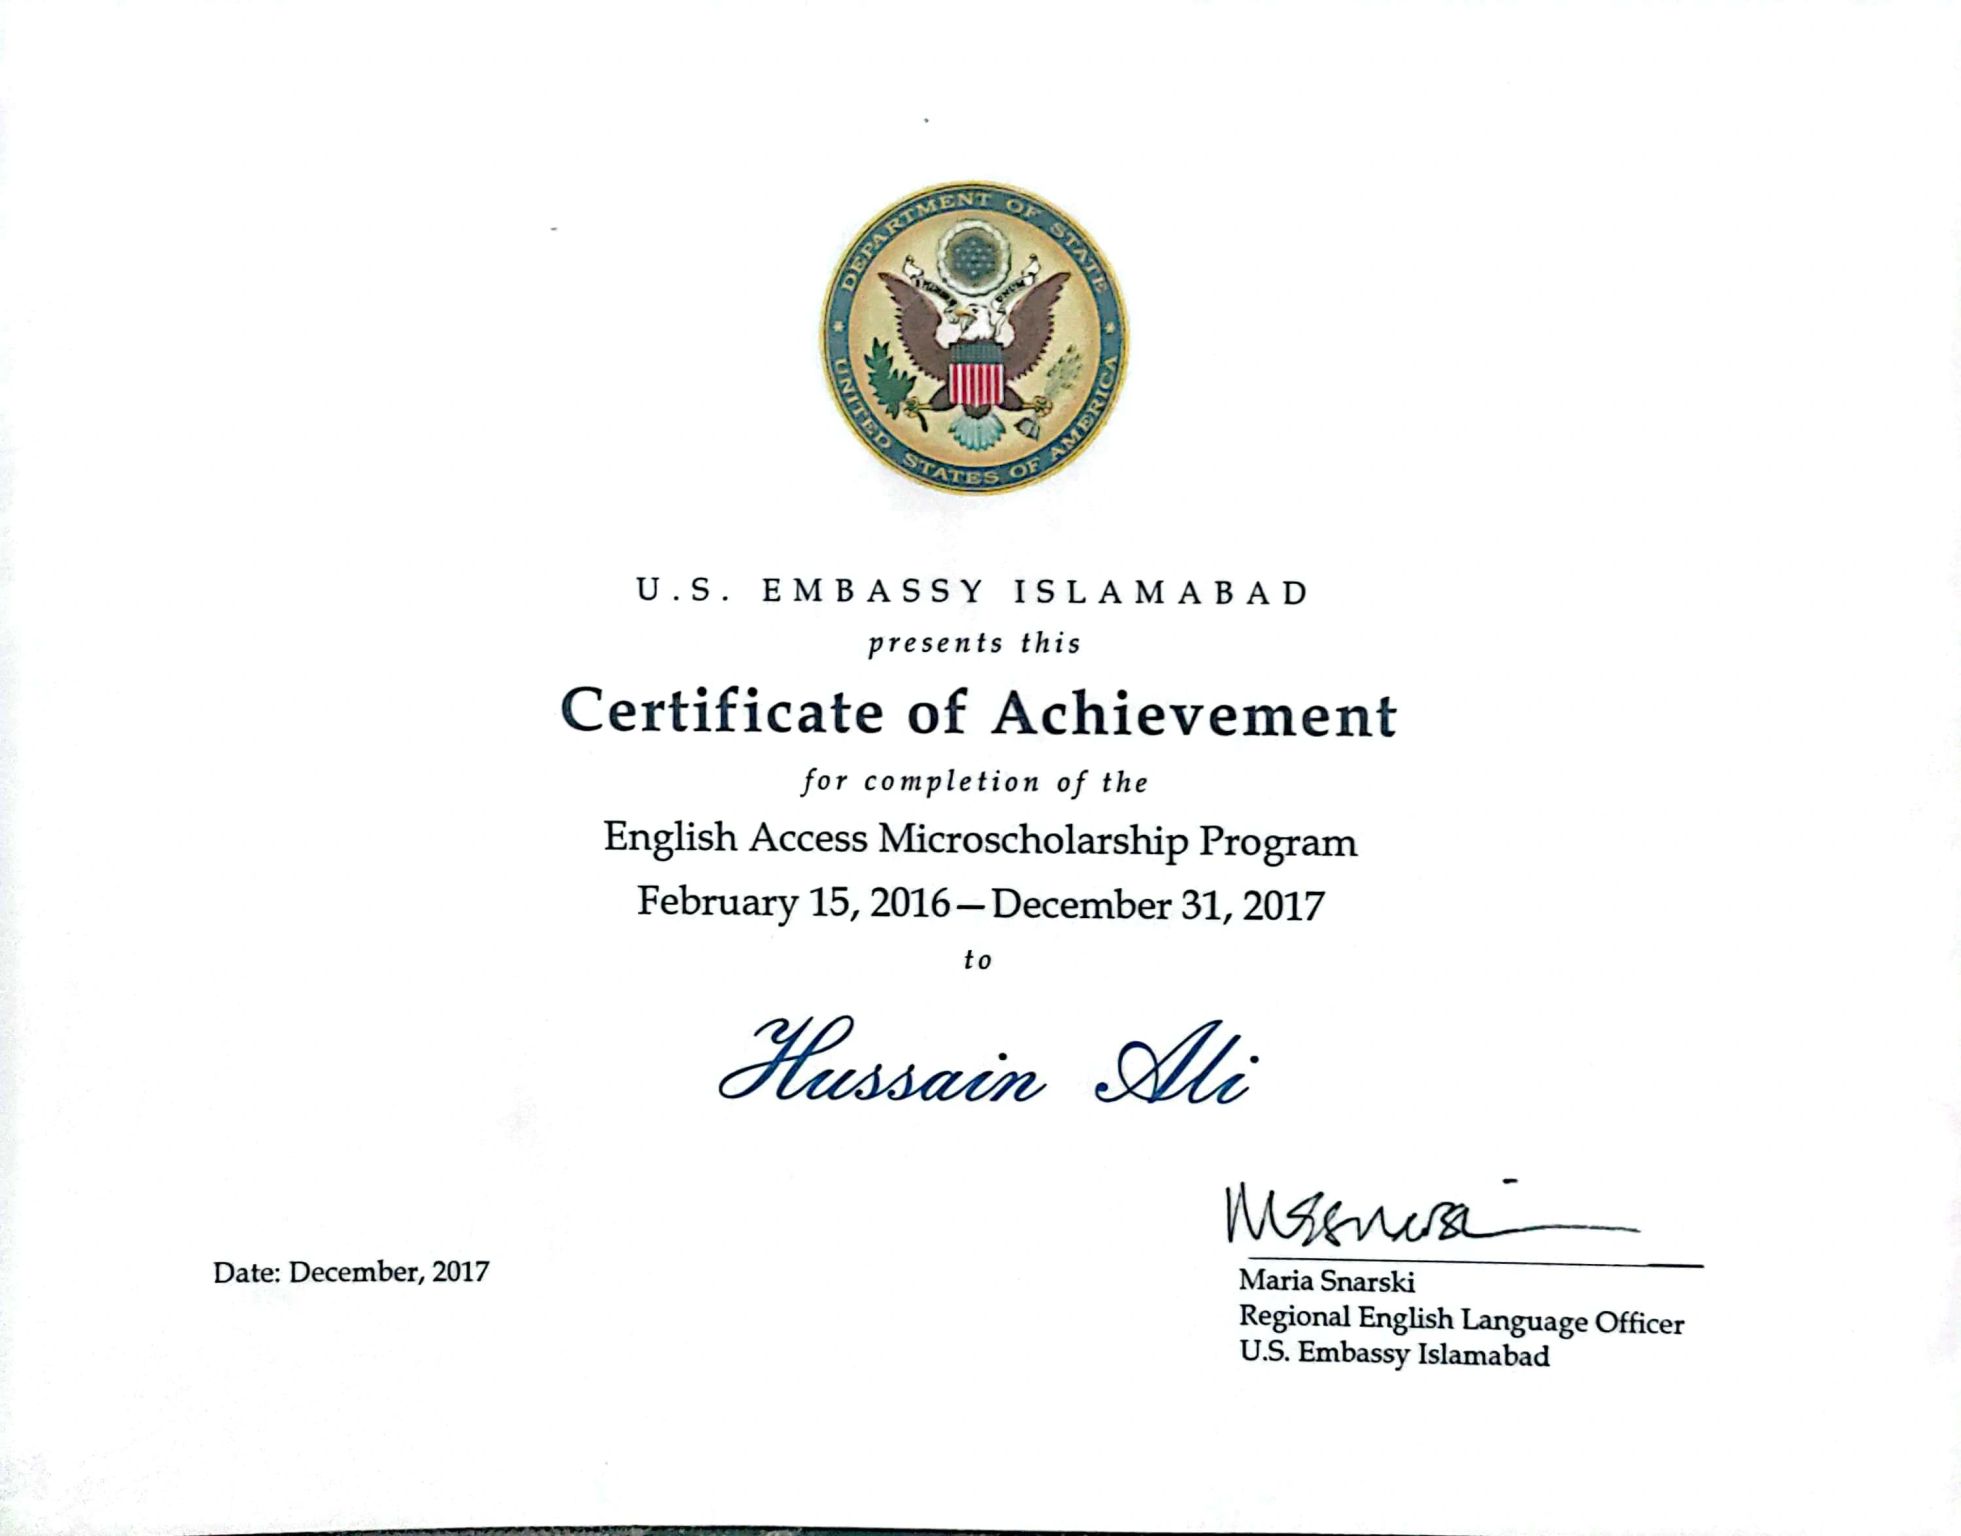 DEPARTMENT OF STATE
UNITED STATES OF AMERICA
U.S. EMBASSY ISLAMABAD
presents this
Certificate of Achievement
for completion of the
English Access Microscholarship Program
February 15, 2016—December 31, 2017
to
Hussain Ali
Date: December, 2017
Maria Snarski
Regional English Language Officer
U.S. Embassy Islamabad